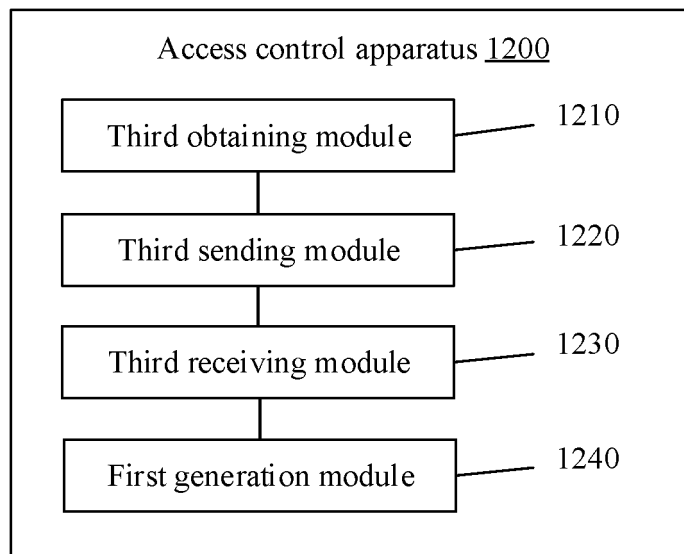 Access control apparatus 1200
Third obtaining module 1210
Third sending module 1220
Third receiving module 1230
First generation module 1240